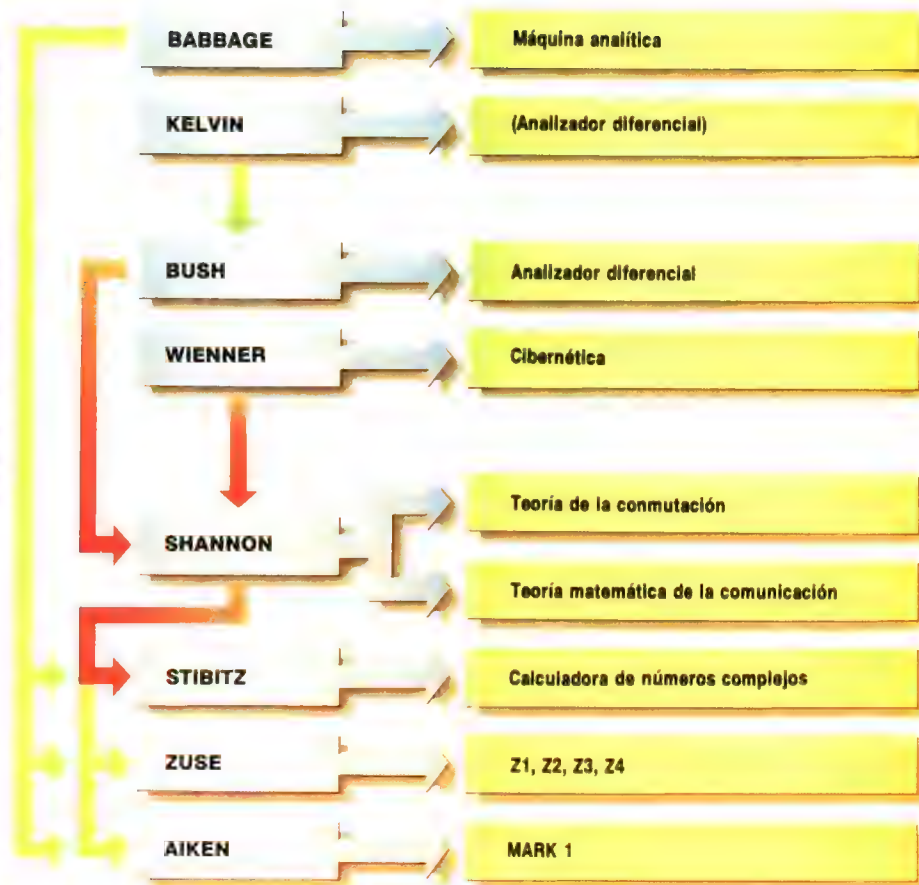 BABBAGE
Máquina analítica
KELVIN
(Analizador diferencial)
BUSH
Analizador diferencial
WIENNER
Cibernética
SHANNON
Teoría de la conmutación
Teoría matemática de la comunicación
STIBITZ
Calculadora de números complejos
ZUSE
Z1, Z2, Z3, Z4
AIKEN
MARK 1